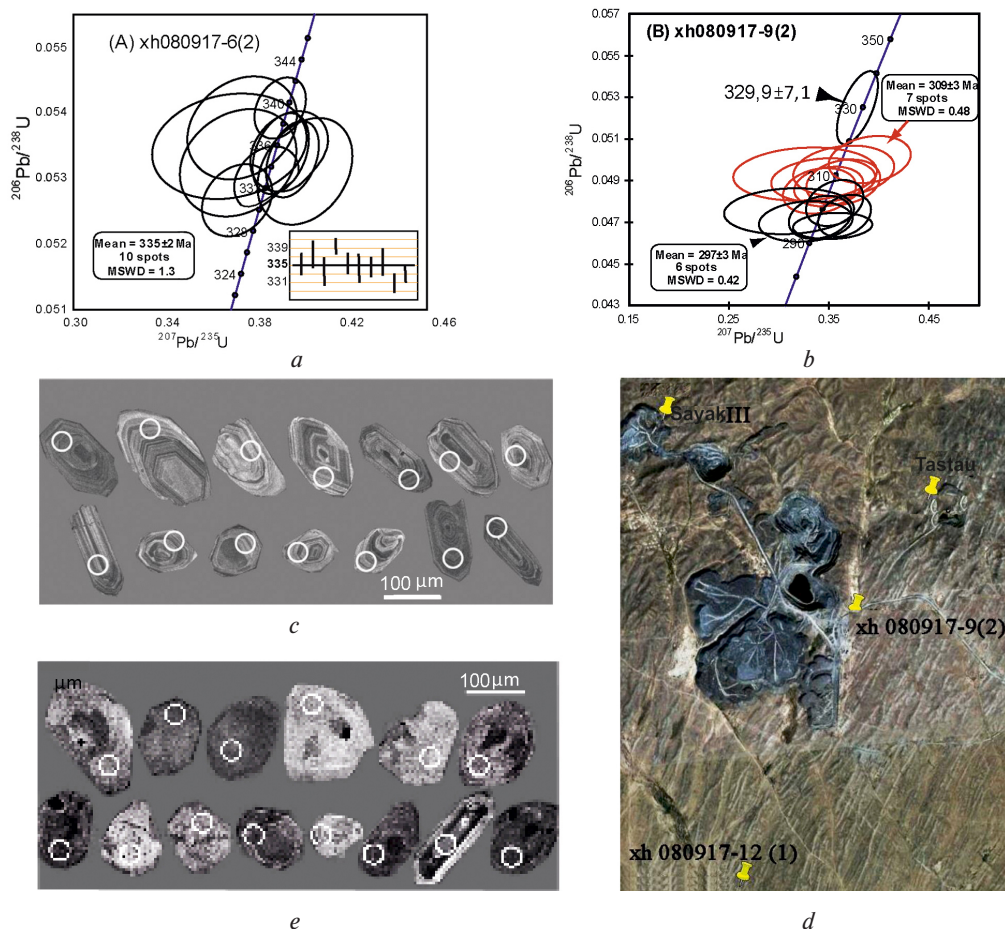 (A) xh080917-6(2)
0.055
0.054
0.053
0.052
0.051
206Pb/238U
344
340
336
332
328
324
Mean = 335±2 Ma
10 spots
MSWD = 1.3
339
335
331
0.30
0.34
0.38
0.42
0.46
207Pb/235U
a
(B) xh080917-9(2)
0.057
0.055
0.053
0.051
0.049
0.047
0.045
0.043
206Pb/238U
350
329,9±7,1
330
310
290
Mean = 309±3 Ma
7 spots
MSWD = 0.48
Mean = 297±3 Ma
6 spots
MSWD = 0.42
0.15
0.25
0.35
0.45
207Pb/235U
b
100 µm
c
µm
100µm
e
SayakIII
Tastau
xh 080917-9(2)
xh 080917-12 (1)
d